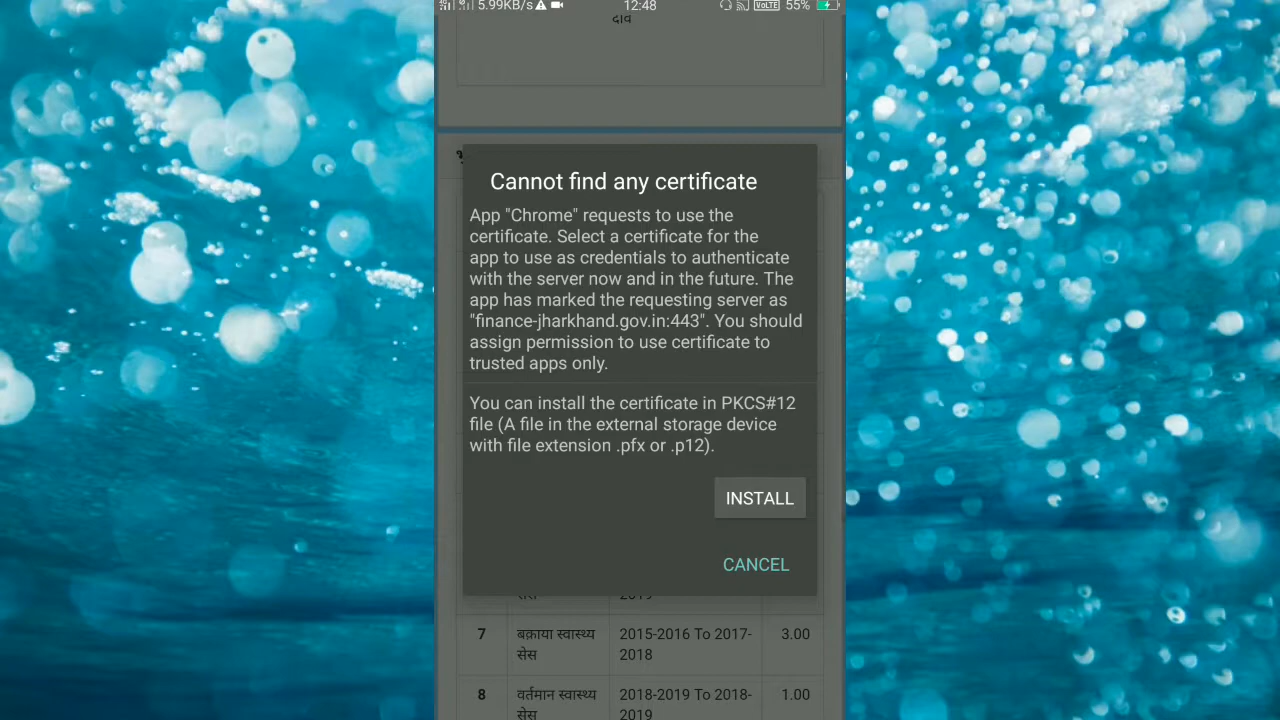 5.99KB/s 12:48 VoLTE 55%
दाव
Cannot find any certificate
App "Chrome" requests to use the
certificate. Select a certificate for the
app to use as credentials to authenticate
with the server now and in the future. The
app has marked the requesting server as
"finance-jharkhand.gov.in:443". You should
assign permission to use certificate to
trusted apps only.
You can install the certificate in PKCS#12
file (A file in the external storage device
with file extension .pfx or .p12).
INSTALL
CANCEL
सेस 2019
7 बक़ाया स्वास्थ्य 2015-2016 To 2017- 3.00
सेस 2018
8 वर्तमान स्वास्थ्य 2018-2019 To 2018- 1.00
सेस 2019